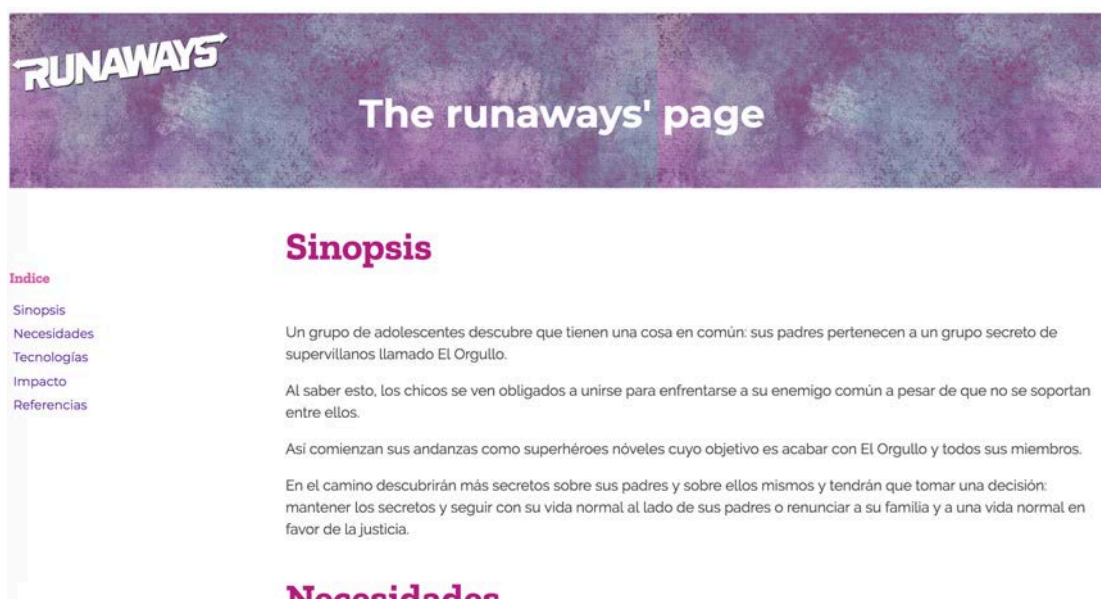 RUNAWAYS
The runaways' page
Indice
Sinopsis
Necesidades
Tecnologías
Impacto
Referencias
Sinopsis
Un grupo de adolescentes descubre que tienen una cosa en común: sus padres pertenecen a un grupo secreto de
supervillanos llamado El Orgullo.
Al saber esto, los chicos se ven obligados a unirse para enfrentarse a su enemigo común a pesar de que no se soportan
entre ellos.
Así comienzan sus andanzas como superhéroes nóveles cuyo objetivo es acabar con El Orgullo y todos sus miembros.
En el camino descubrirán más secretos sobre sus padres y sobre ellos mismos y tendrán que tomar una decisión:
mantener los secretos y seguir con su vida normal al lado de sus padres o renunciar a su familia y a una vida normal en
favor de la justicia.
Necesidades